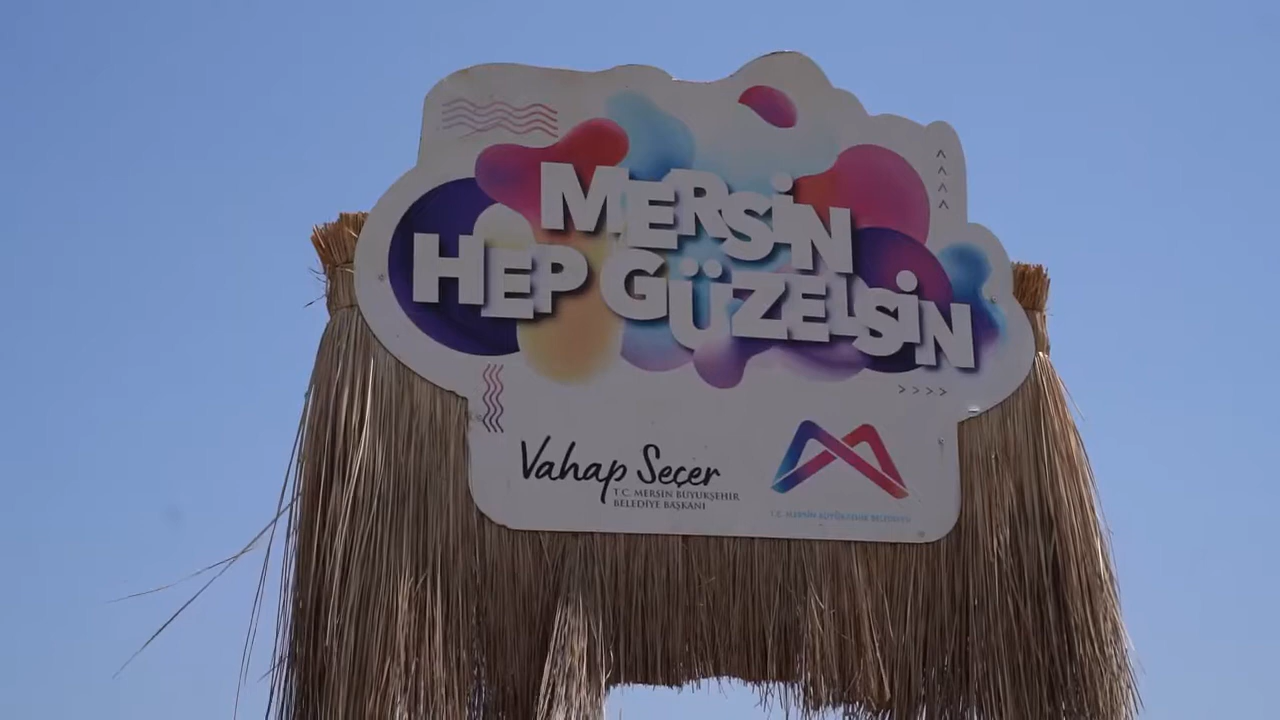 MERSİN
HEP GÜZELSİN
Vahap Seçer
T.C. MERSİN BÜYÜKŞEHİR
BELEDİYE BAŞKANI
T.C. MERSİN BÜYÜKŞEHİR BELEDİYESİ